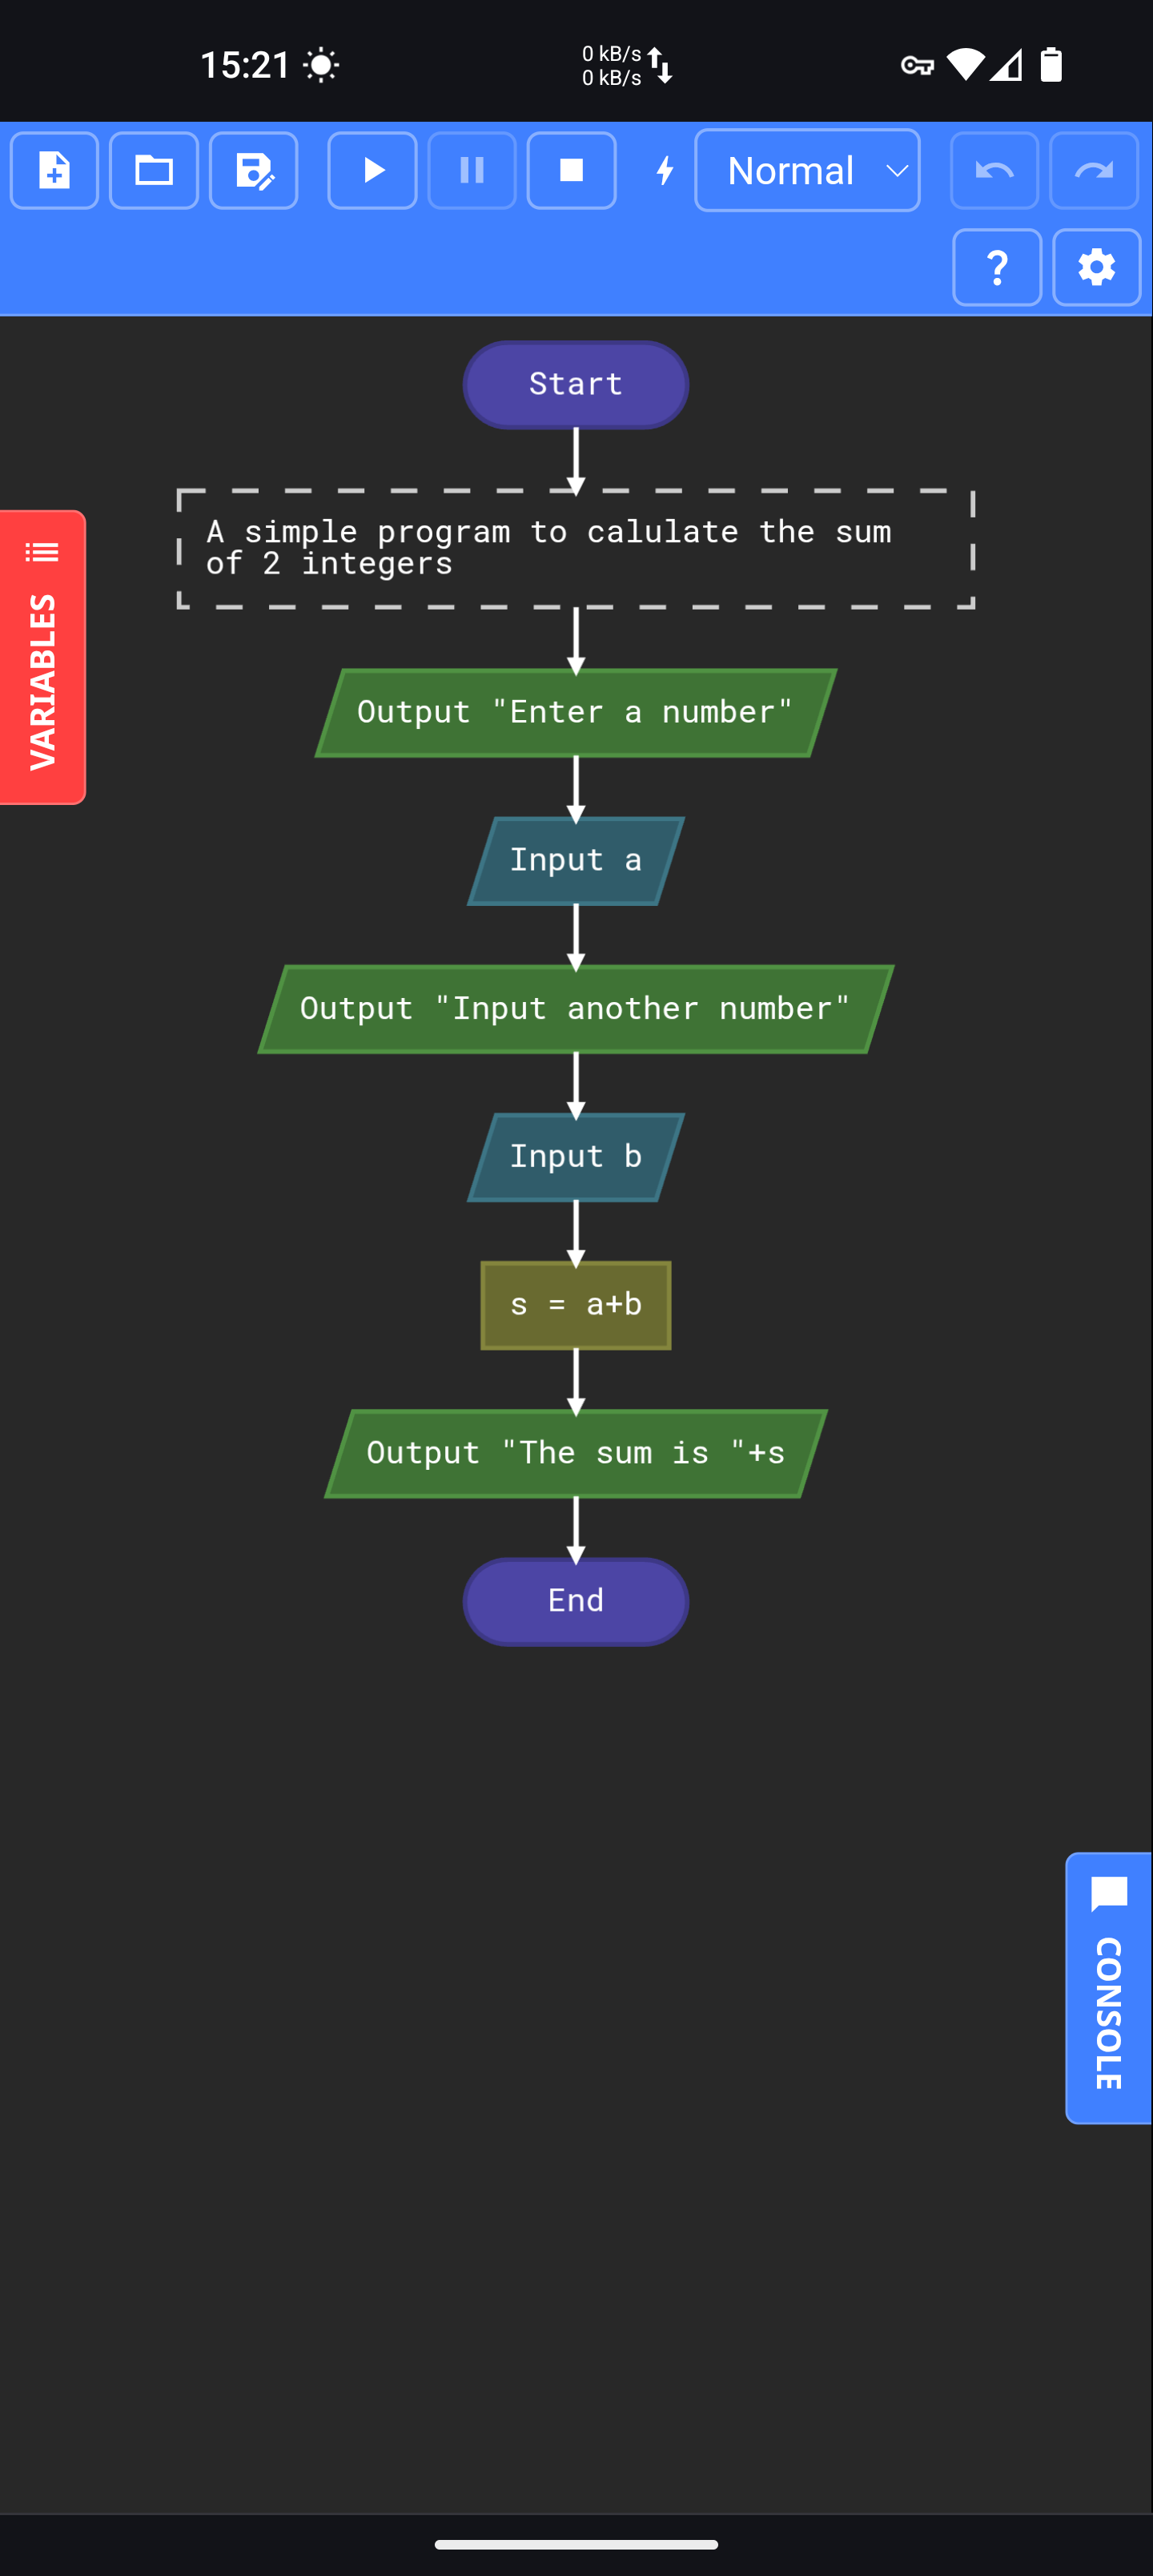 15:21
0 kB/s
0 kB/s
Normal
?
Start
A simple program to calulate the sum
of 2 integers
VARIABLES
Output "Enter a number"
Input a
Output "Input another number"
Input b
s = a+b
Output "The sum is "+s
End
CONSOLE